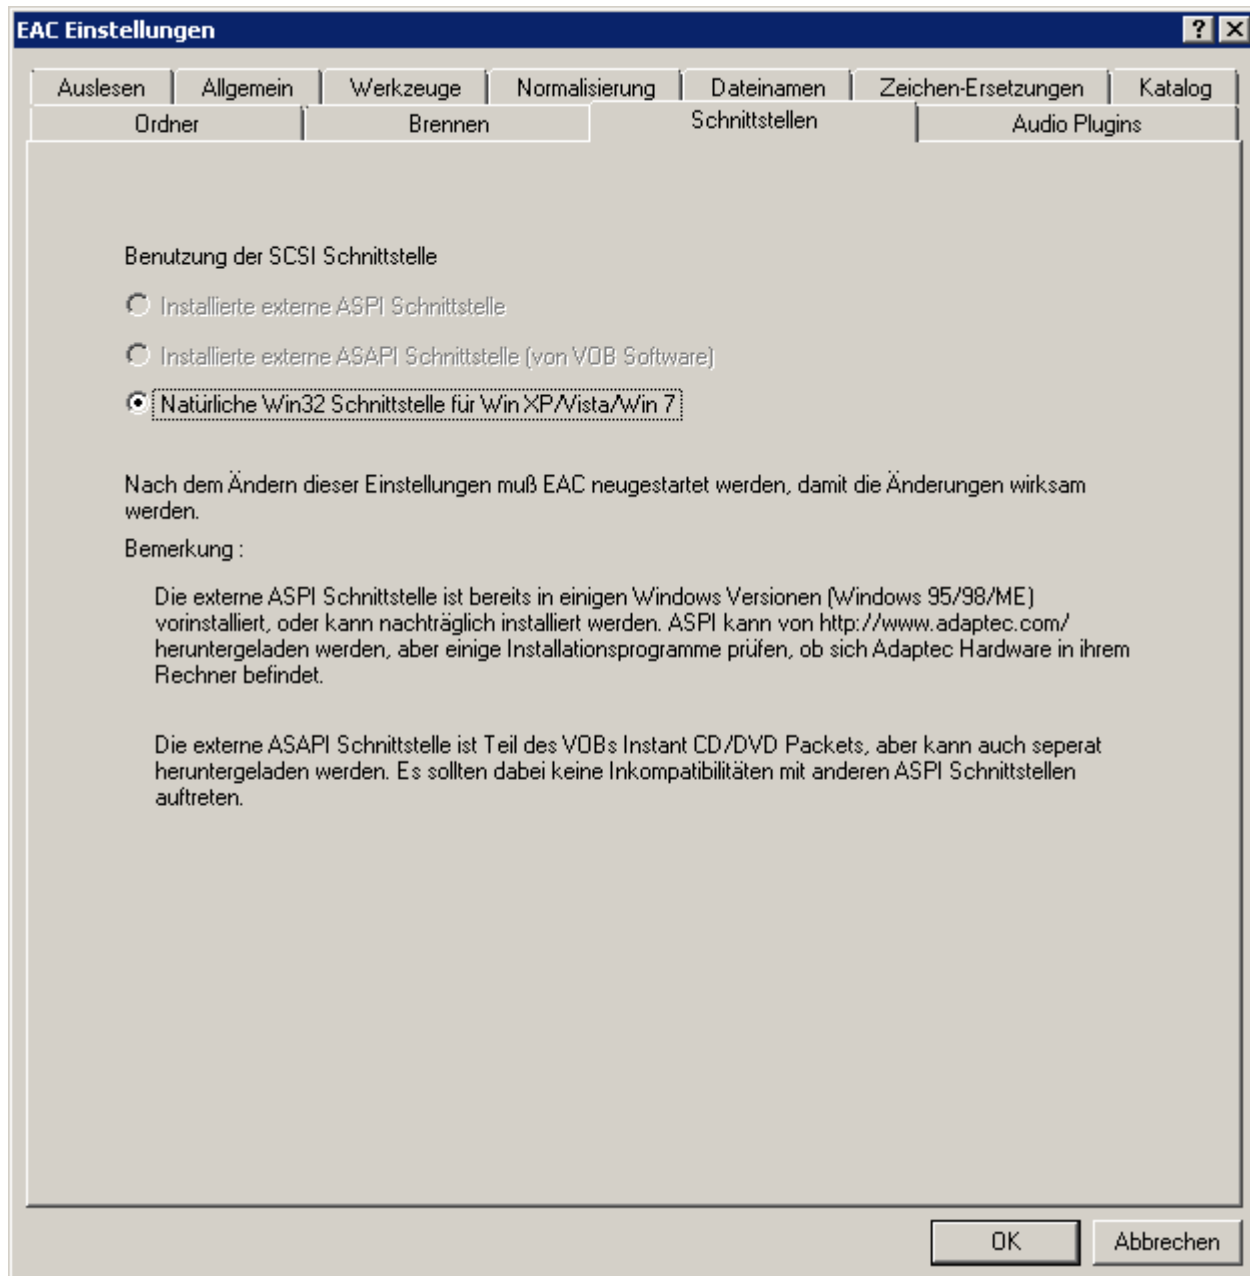 EAC Einstellungen
Auslesen Allgemein Werkzeuge Normalisierung Dateinamen Zeichen-Ersetzungen Katalog
Ordner Brennen Schnittstellen Audio Plugins
Benutzung der SCSI Schnittstelle
Installierte externe ASPI Schnittstelle
Installierte externe ASAPI Schnittstelle (von VOB Software)
Natürliche Win32 Schnittstelle für Win XP/Vista/Win 7
Nach dem Ändern dieser Einstellungen muß EAC neugestartet werden, damit die Änderungen wirksam
werden.
Bemerkung :
Die externe ASPI Schnittstelle ist bereits in einigen Windows Versionen (Windows 95/98/ME)
vorinstalliert, oder kann nachträglich installiert werden. ASPI kann von http://www.adaptec.com/
heruntergeladen werden, aber einige Installationsprogramme prüfen, ob sich Adaptec Hardware in ihrem
Rechner befindet.
Die externe ASAPI Schnittstelle ist Teil des VOBs Instant CD/DVD Packets, aber kann auch seperat
heruntergeladen werden. Es sollten dabei keine Inkompatibilitäten mit anderen ASPI Schnittstellen
auftreten.
OK Abbrechen